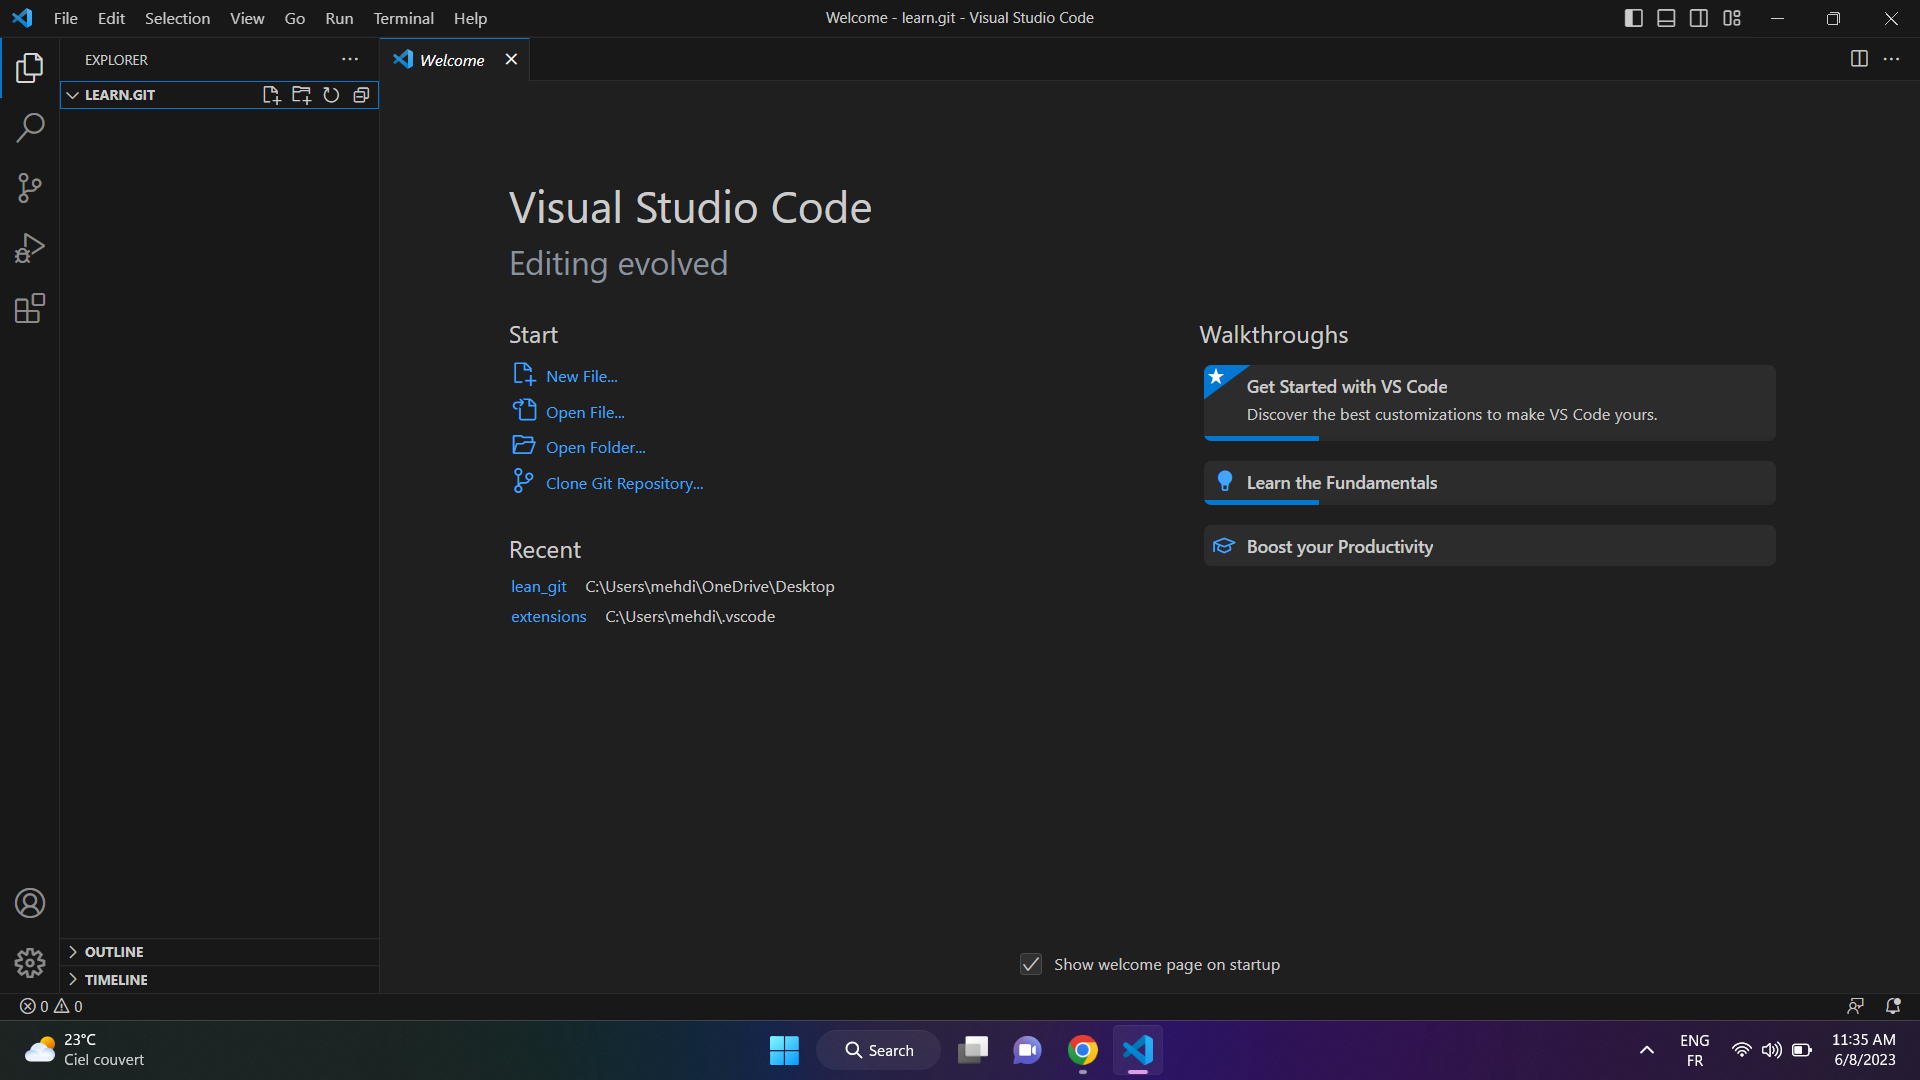 File Edit Selection View Go Run Terminal Help
Welcome - learn.git - Visual Studio Code
EXPLORER
Welcome
LEARN.GIT
Visual Studio Code
Editing evolved
Start
New File...
Open File...
Open Folder...
Clone Git Repository...
Recent
lean_git C:\Users\mehdi\OneDrive\Desktop
extensions C:\Users\mehdi\.vscode
Walkthroughs
Get Started with VS Code
Discover the best customizations to make VS Code yours.
Learn the Fundamentals
Boost your Productivity
OUTLINE
TIMELINE
Show welcome page on startup
0 0
23°C
Ciel couvert
Search
ENG
FR
11:35 AM
6/8/2023